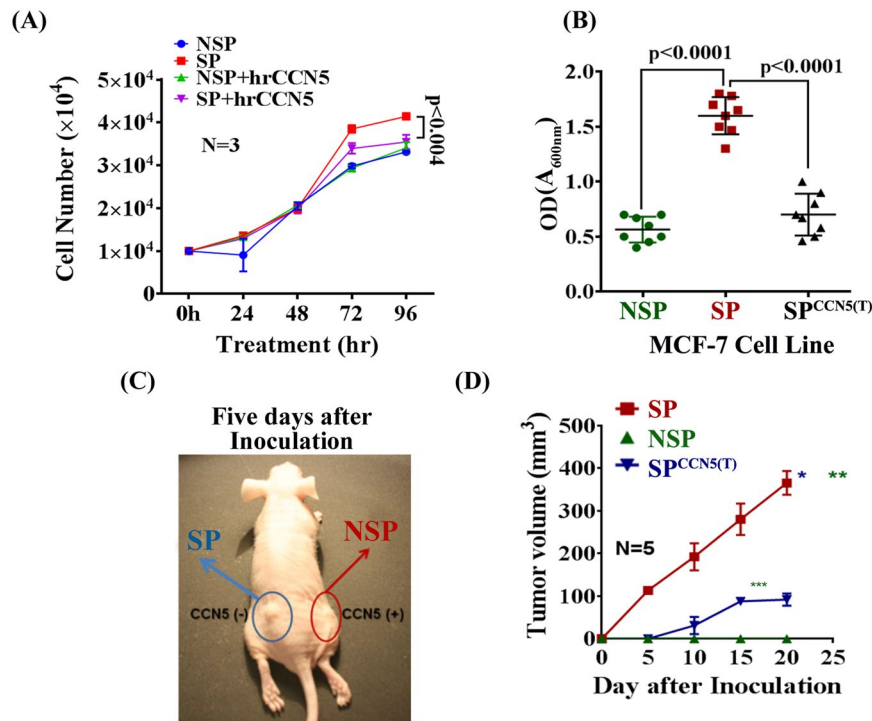 (A)
NSP
SP
NSP+hrCCN5
SP+hrCCN5
Cell Number (×10⁴)
5×10⁴
4×10⁴
3×10⁴
2×10⁴
1×10⁴
0
N=3
p<0.004
0h 24 48 72 96
Treatment (hr)
(B)
p<0.0001
p<0.0001
OD(A600nm)
2.0
1.5
1.0
0.5
0.0
NSP SP SP^CCN5(T)
MCF-7 Cell Line
(C)
Five days after
Inoculation
SP
NSP
CCN5 (-)
CCN5 (+)
(D)
SP
NSP
SP^CCN5(T)
Tumor volume (mm³)
500
400
300
200
100
0
N=5
* **
***
0 5 10 15 20 25
Day after Inoculation